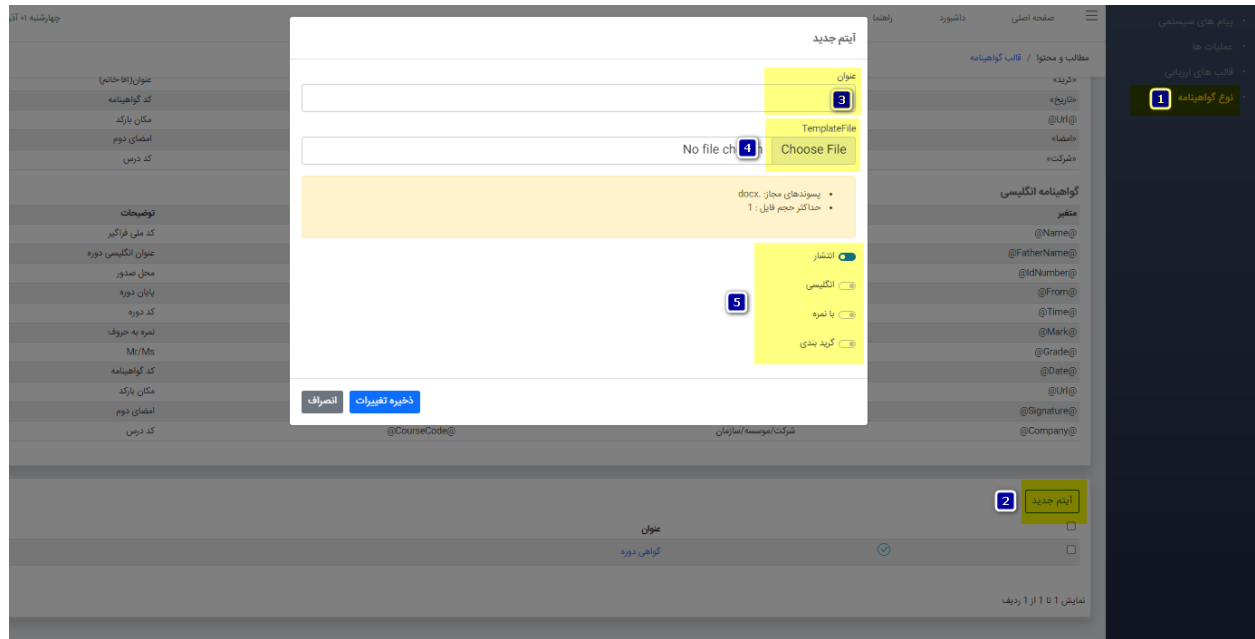 صفحه اصلی
داشبورد
راهنما
پیام های سیستمی
عملیات ها
قالب های ارزیابی
نوع گواهینامه
1
مطالب و محتوا / قالب گواهینامه
آیتم جدید
عنوان
3
TemplateFile
Choose File
4
پسوندهای مجاز: .docx
حداکثر حجم فایل : 1
انتشار
انگلیسی
با نمره
گرید بندی
5
ذخیره تغییرات
انصراف
«گرید»
عنوان(آقا-خانم)
«تاریخ»
کد گواهینامه
@Url@
مکان بارکد
«امضا»
امضای دوم
«شرکت»
کد درس
گواهینامه انگلیسی
متغیر
توضیحات
@Name@
کد ملی فراگیر
@FatherName@
عنوان انگلیسی دوره
@IdNumber@
محل صدور
@From@
پایان دوره
@Time@
کد دوره
@Mark@
نمره به حروف
@Grade@
Mr/Ms
@Date@
کد گواهینامه
@Url@
مکان بارکد
@Signature@
امضای دوم
@Company@
شرکت/موسسه/سازمان
@CourseCode@
کد درس
آیتم جدید
2
عنوان
گواهی دوره
نمایش 1 تا 1 از 1 ردیف